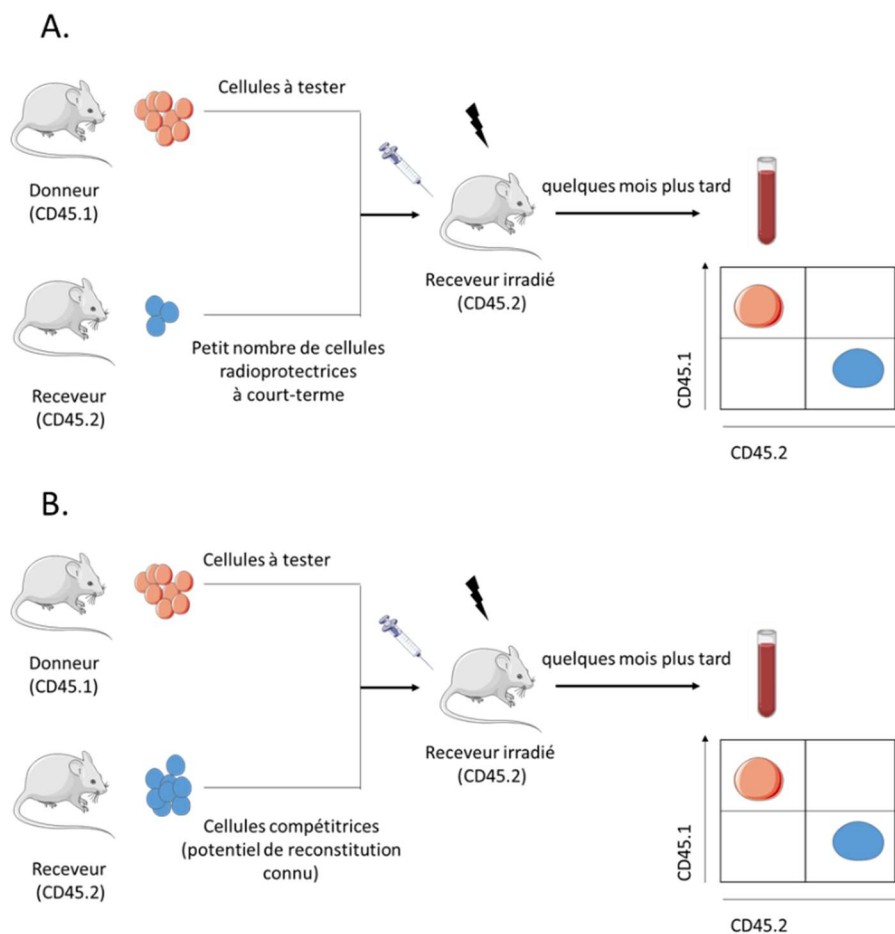 A.
Cellules à tester
Donneur
(CD45.1)
quelques mois plus tard
Receveur irradié
(CD45.2)
Petit nombre de cellules
radioprotectrices
à court-terme
Receveur
(CD45.2)
CD45.1
CD45.2
B.
Cellules à tester
Donneur
(CD45.1)
quelques mois plus tard
Receveur irradié
(CD45.2)
Cellules compétitrices
(potentiel de reconstitution
connu)
Receveur
(CD45.2)
CD45.1
CD45.2